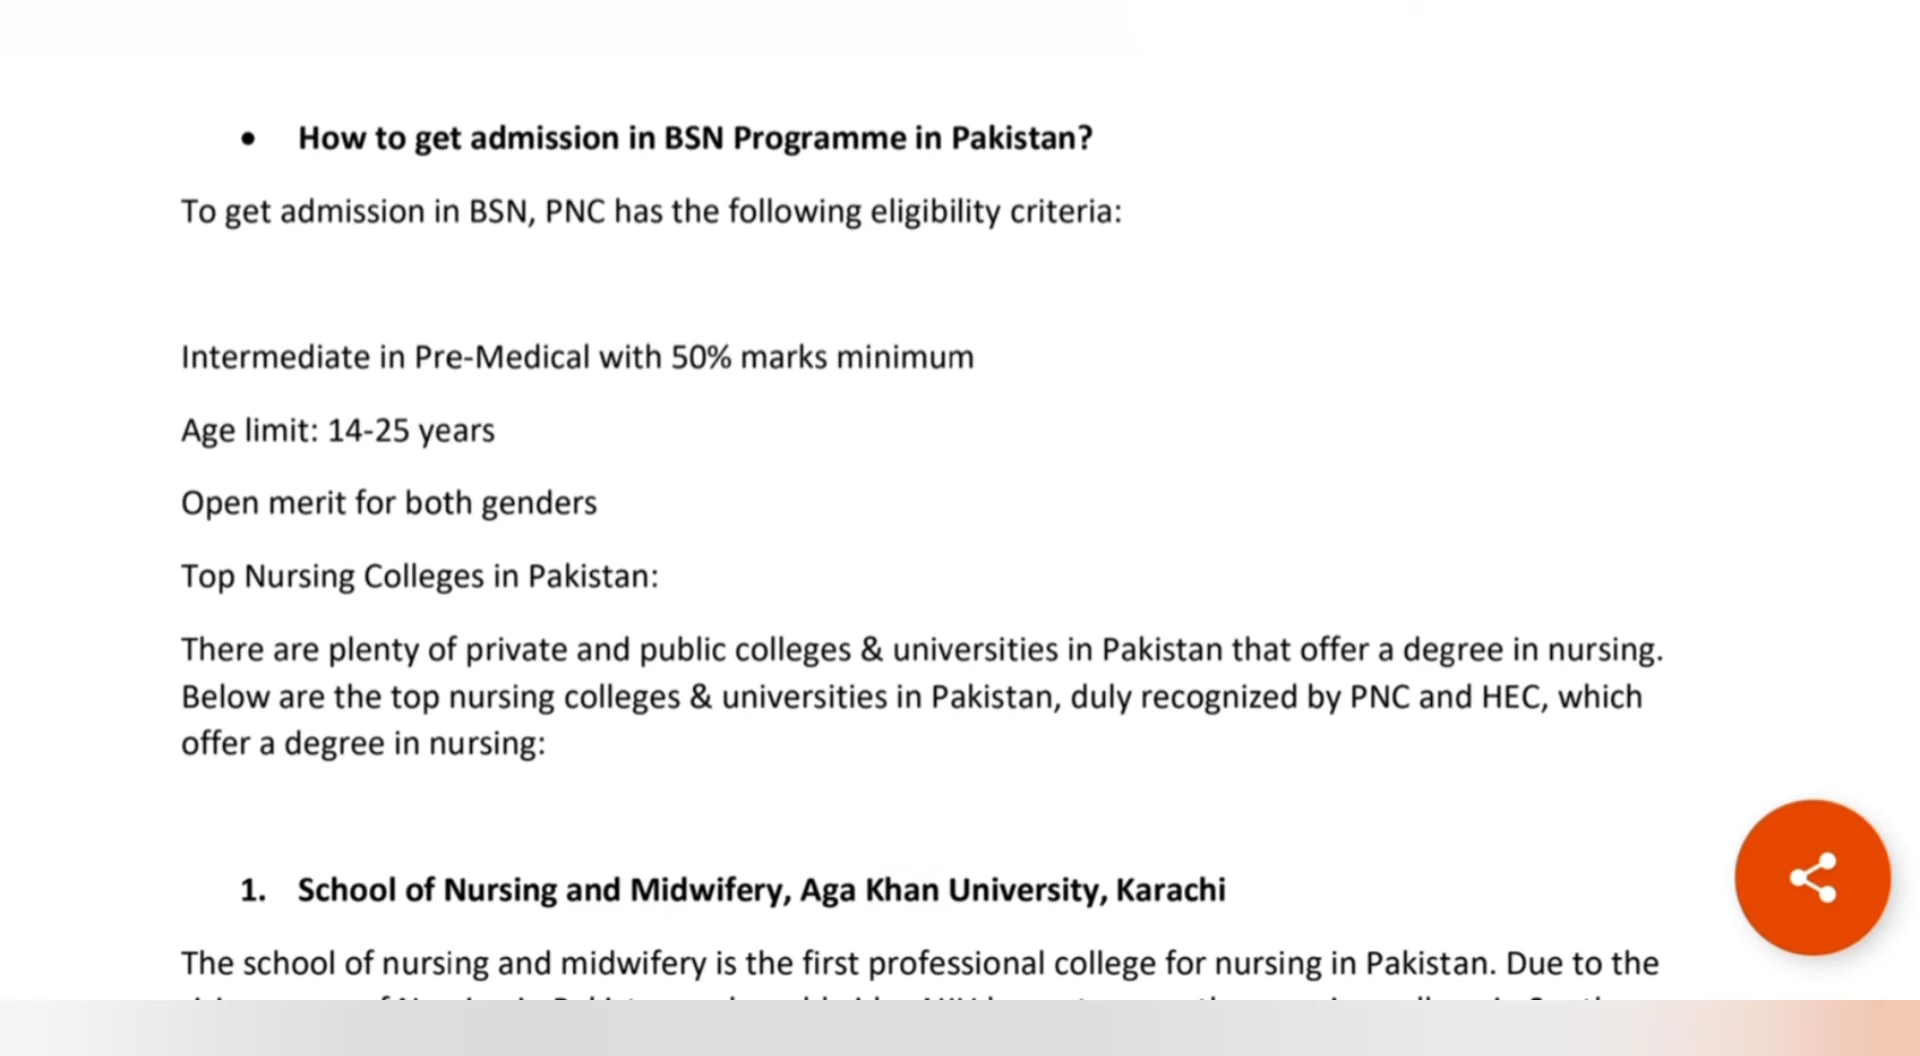 • How to get admission in BSN Programme in Pakistan?
To get admission in BSN, PNC has the following eligibility criteria:
Intermediate in Pre-Medical with 50% marks minimum
Age limit: 14-25 years
Open merit for both genders
Top Nursing Colleges in Pakistan:
There are plenty of private and public colleges & universities in Pakistan that offer a degree in nursing.
Below are the top nursing colleges & universities in Pakistan, duly recognized by PNC and HEC, which
offer a degree in nursing:
1. School of Nursing and Midwifery, Aga Khan University, Karachi
The school of nursing and midwifery is the first professional college for nursing in Pakistan. Due to the